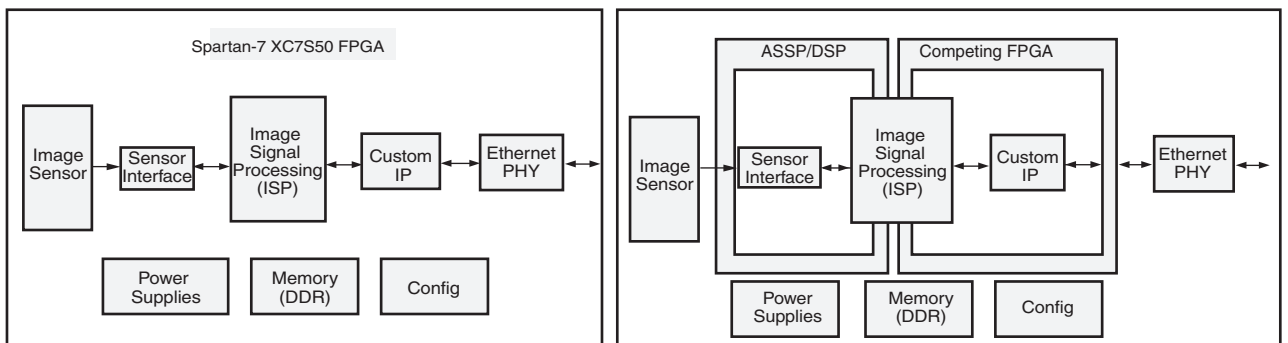 Spartan-7 XC7S50 FPGA
Image
Sensor
Sensor
Interface
Image
Signal
Processing
(ISP)
Custom
IP
Ethernet
PHY
Power
Supplies
Memory
(DDR)
Config
ASSP/DSP
Competing FPGA
Image
Sensor
Sensor
Interface
Image
Signal
Processing
(ISP)
Custom
IP
Ethernet
PHY
Power
Supplies
Memory
(DDR)
Config